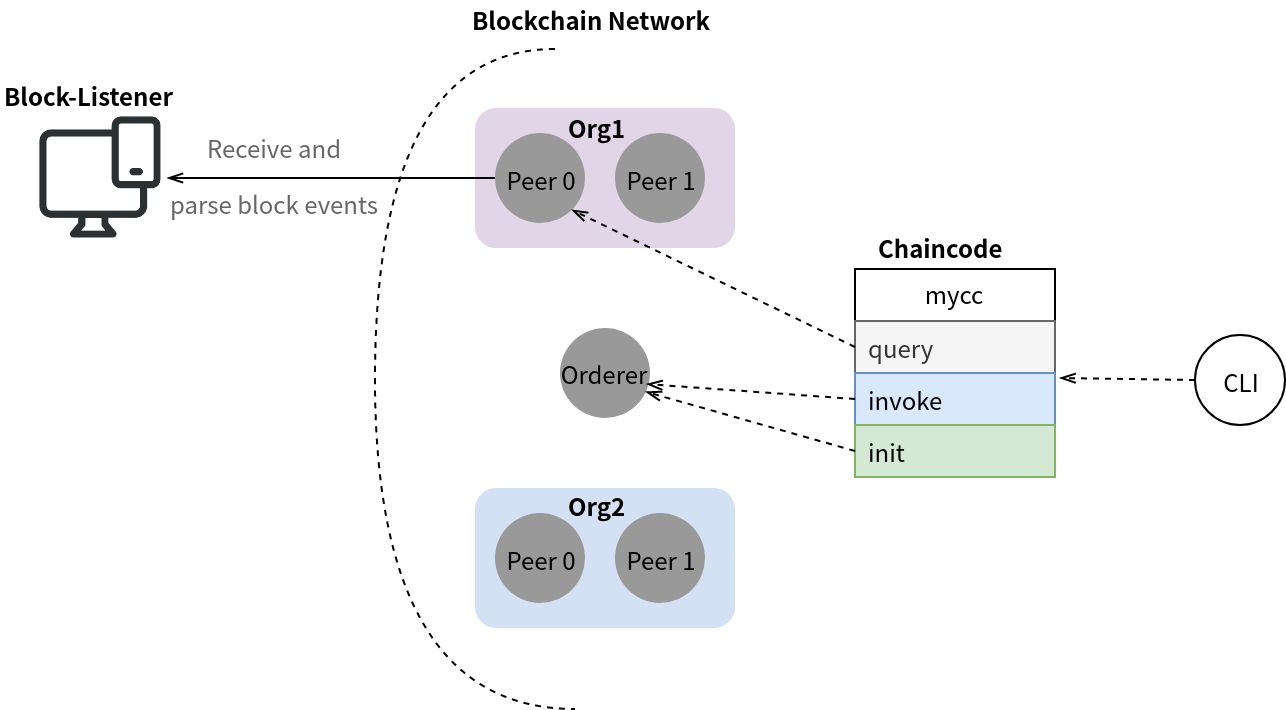 Blockchain Network
Block-Listener
Receive and
parse block events
Org1
Peer 0
Peer 1
Chaincode
mycc
query
invoke
init
CLI
Orderer
Org2
Peer 0
Peer 1